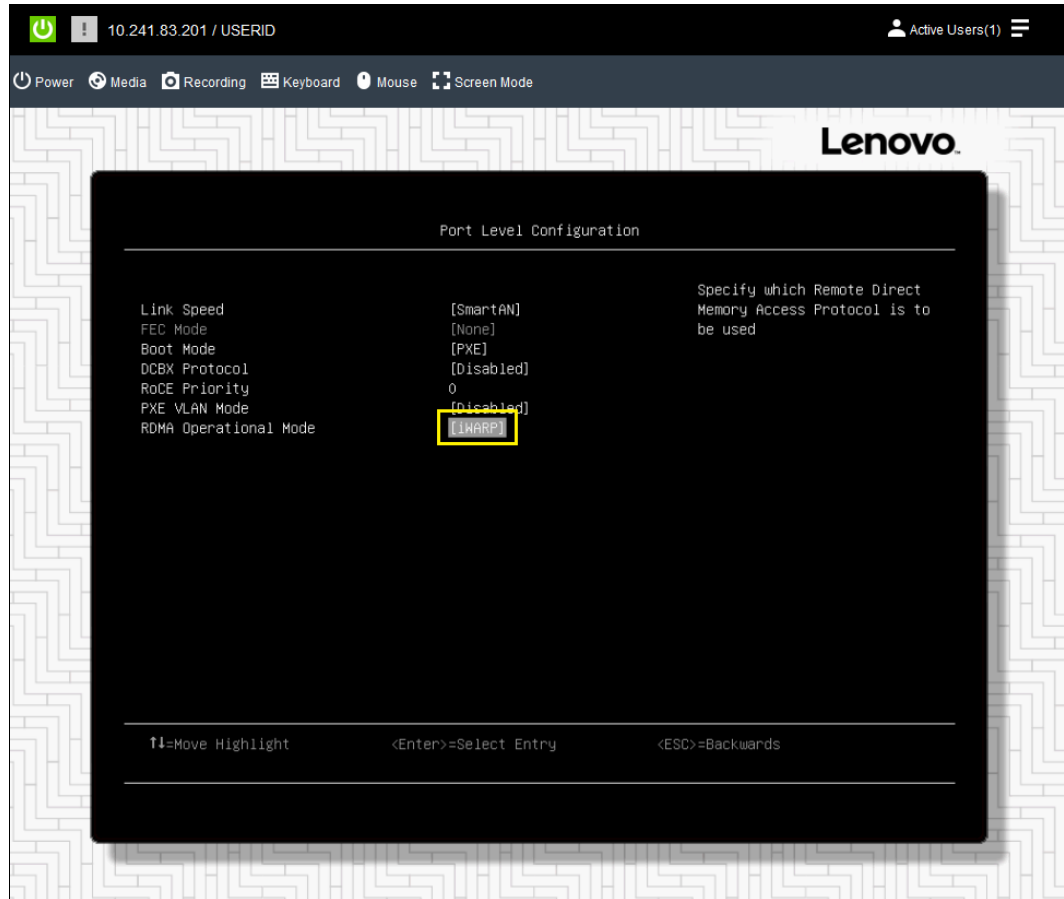 10.241.83.201 / USERID Active Users(1)
Power Media Recording Keyboard Mouse Screen Mode
Lenovo
Port Level Configuration
Link Speed [SmartAN]
FEC Mode [None]
Boot Mode [PXE]
DCBX Protocol [Disabled]
RoCE Priority 0
PXE VLAN Mode [Disabled]
RDMA Operational Mode [iWARP]
Specify which Remote Direct
Memory Access Protocol is to
be used
↑↓=Move Highlight <Enter>=Select Entry <ESC>=Backwards